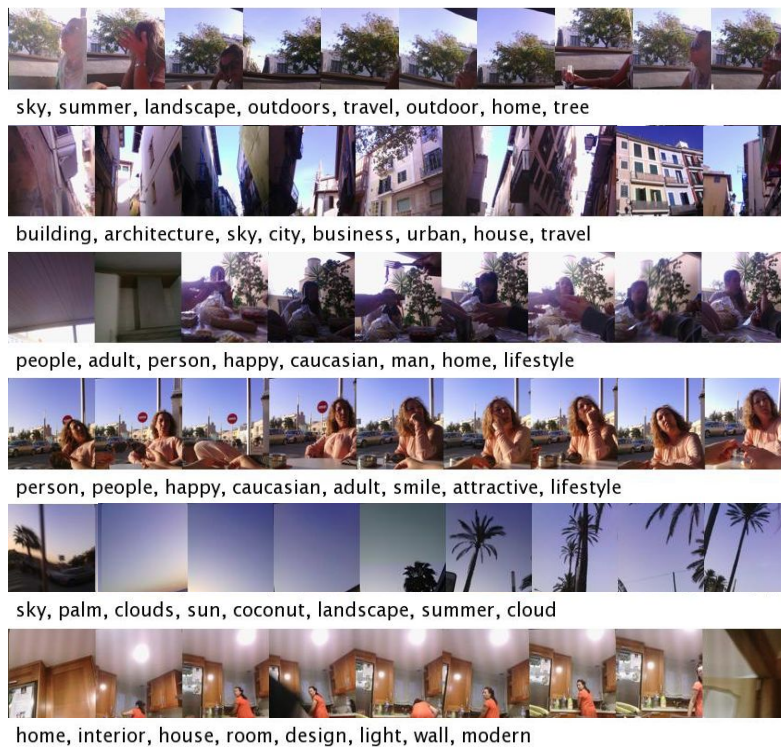 sky, summer, landscape, outdoors, travel, outdoor, home, tree
building, architecture, sky, city, business, urban, house, travel
people, adult, person, happy, caucasian, man, home, lifestyle
person, people, happy, caucasian, adult, smile, attractive, lifestyle
sky, palm, clouds, sun, coconut, landscape, summer, cloud
home, interior, house, room, design, light, wall, modern